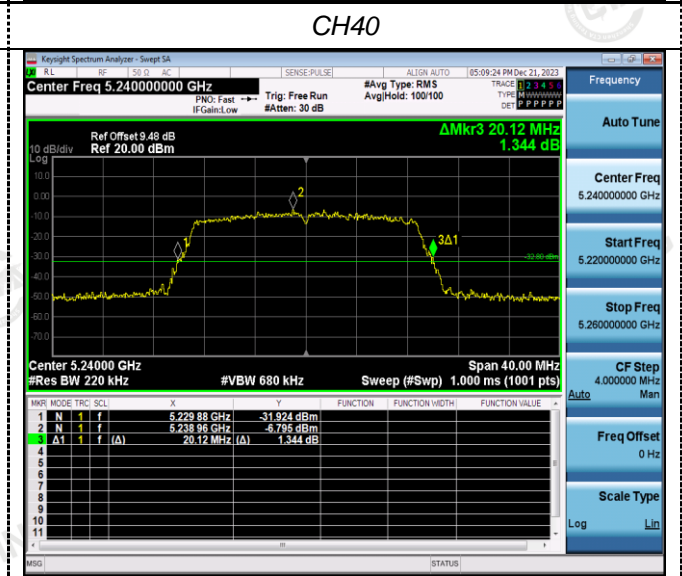 CH40
Keysight Spectrum Analyzer - Swept SA
RL RF 50 Ω AC SENSE:PULSE ALIGN AUTO 05:09:24 PM Dec 21, 2023
Center Freq 5.240000000 GHz
PNO: Fast
IFGain:Low
Trig: Free Run
#Atten: 30 dB
#Avg Type: RMS
Avg|Hold: 100/100
TRACE 1 2 3 4 5 6
TYPE M WWWWW
DET P P P P P P
Ref Offset 9.48 dB
10 dB/div Ref 20.00 dBm
Log
ΔMkr3 20.12 MHz
1.344 dB
10.0
0.00
-10.0
-20.0
-30.0
-40.0
-50.0
-60.0
-70.0
1
2
3Δ1
-32.80 dBm
Center 5.24000 GHz Span 40.00 MHz
#Res BW 220 kHz #VBW 680 kHz Sweep (#Swp) 1.000 ms (1001 pts)
MKR MODE TRC SCL X Y FUNCTION FUNCTION WIDTH FUNCTION VALUE
1 N 1 f 5.229 88 GHz -31.924 dBm
2 N 1 f 5.238 96 GHz -6.795 dBm
3 Δ1 1 f (Δ) 20.12 MHz (Δ) 1.344 dB
4
5
6
7
8
9
10
11
MSG STATUS
Frequency
Auto Tune
Center Freq
5.240000000 GHz
Start Freq
5.220000000 GHz
Stop Freq
5.260000000 GHz
CF Step
4.000000 MHz
Auto Man
Freq Offset
0 Hz
Scale Type
Log Lin